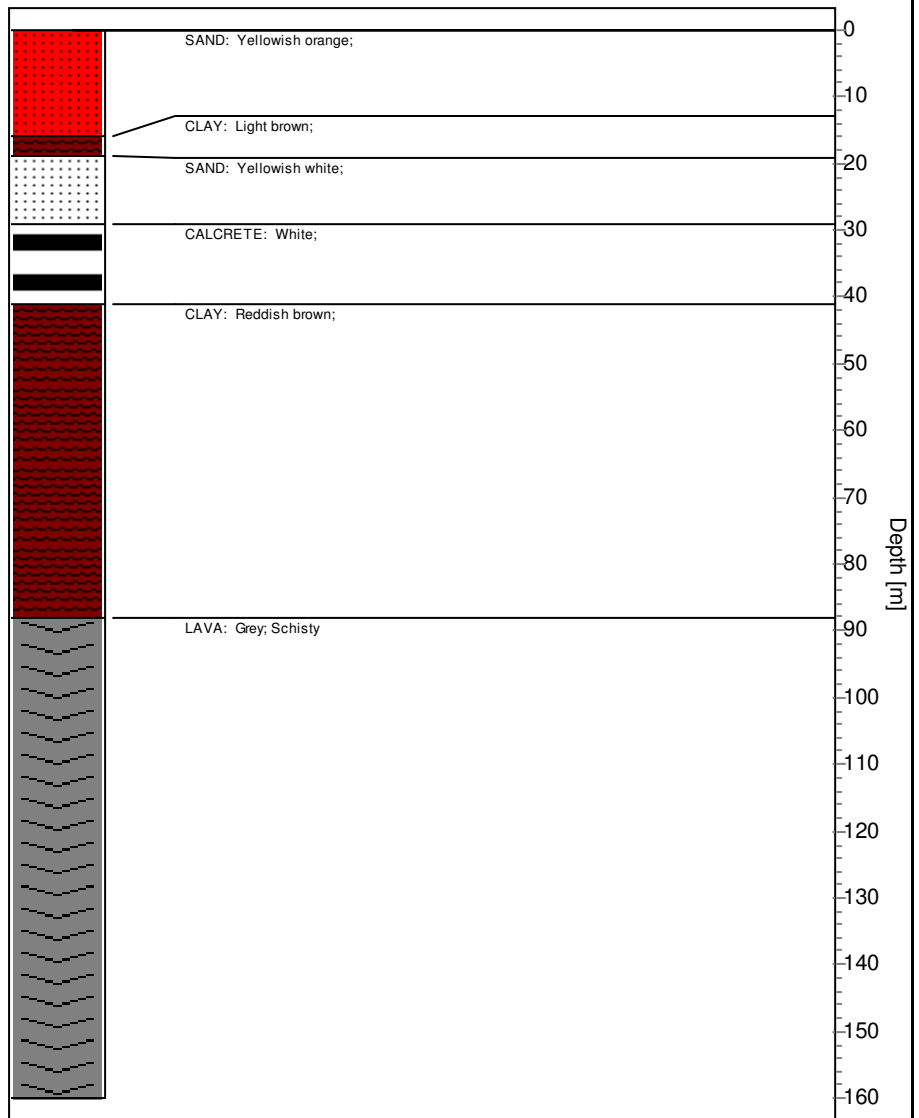 SAND: Yellowish orange;
CLAY: Light brown;
SAND: Yellowish white;
CALCRETE: White;
CLAY: Reddish brown;
LAVA: Grey; Schisty
0
10
20
30
40
50
60
70
80
90
100
110
120
130
140
150
160
Depth [m]